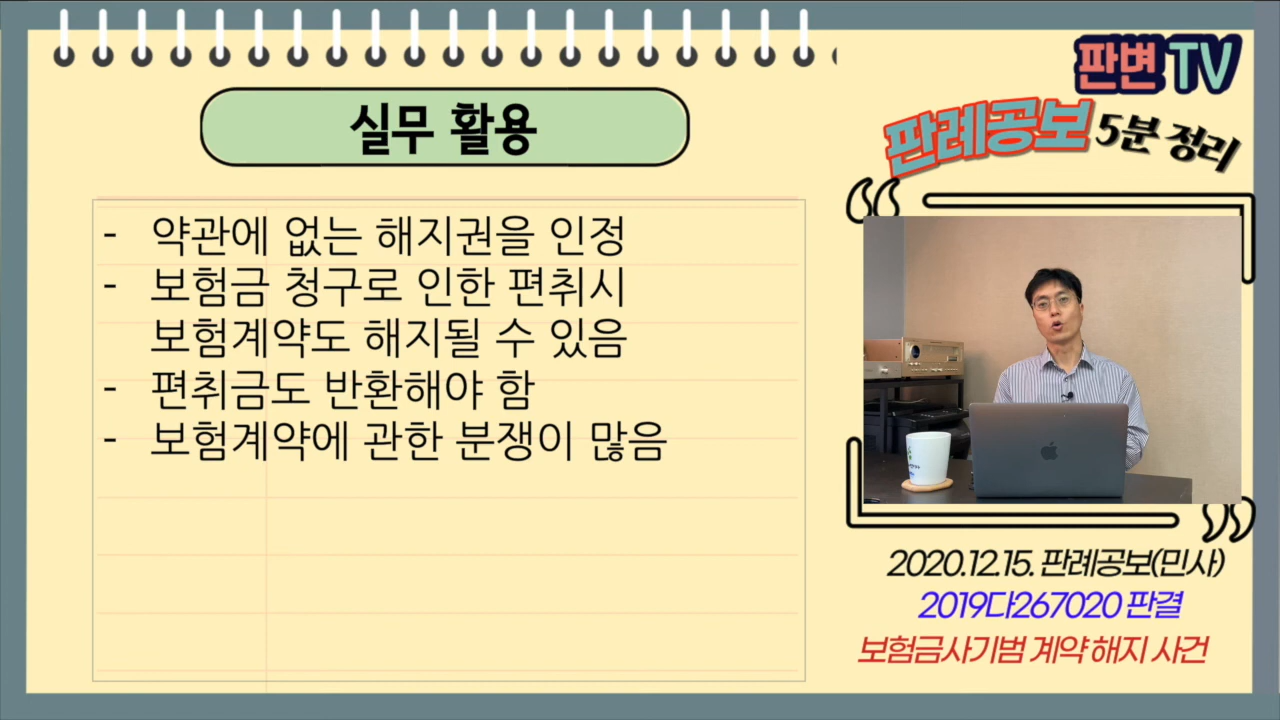 실무 활용
- 약관에 없는 해지권을 인정
- 보험금 청구로 인한 편취시
보험계약도 해지될 수 있음
- 편취금도 반환해야 함
- 보험계약에 관한 분쟁이 많음
판변 TV
판례공보 5분 정리
2020.12.15. 판례공보(민사)
2019다267020 판결
보험금사기범 계약 해지 사건